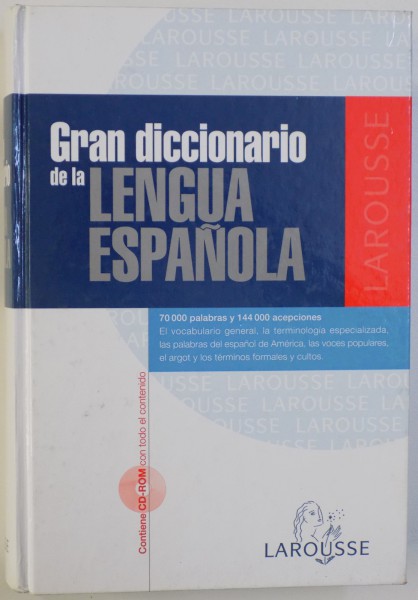 Gran diccionario
de la LENGUA
ESPAÑOLA
LAROUSSE
70 000 palabras y 144 000 acepciones
El vocabulario general, la terminología especializada,
las palabras del español de América, las voces populares,
el argot y los términos formales y cultos.
Contiene CD-ROM con todo el contenido
LAROUSSE